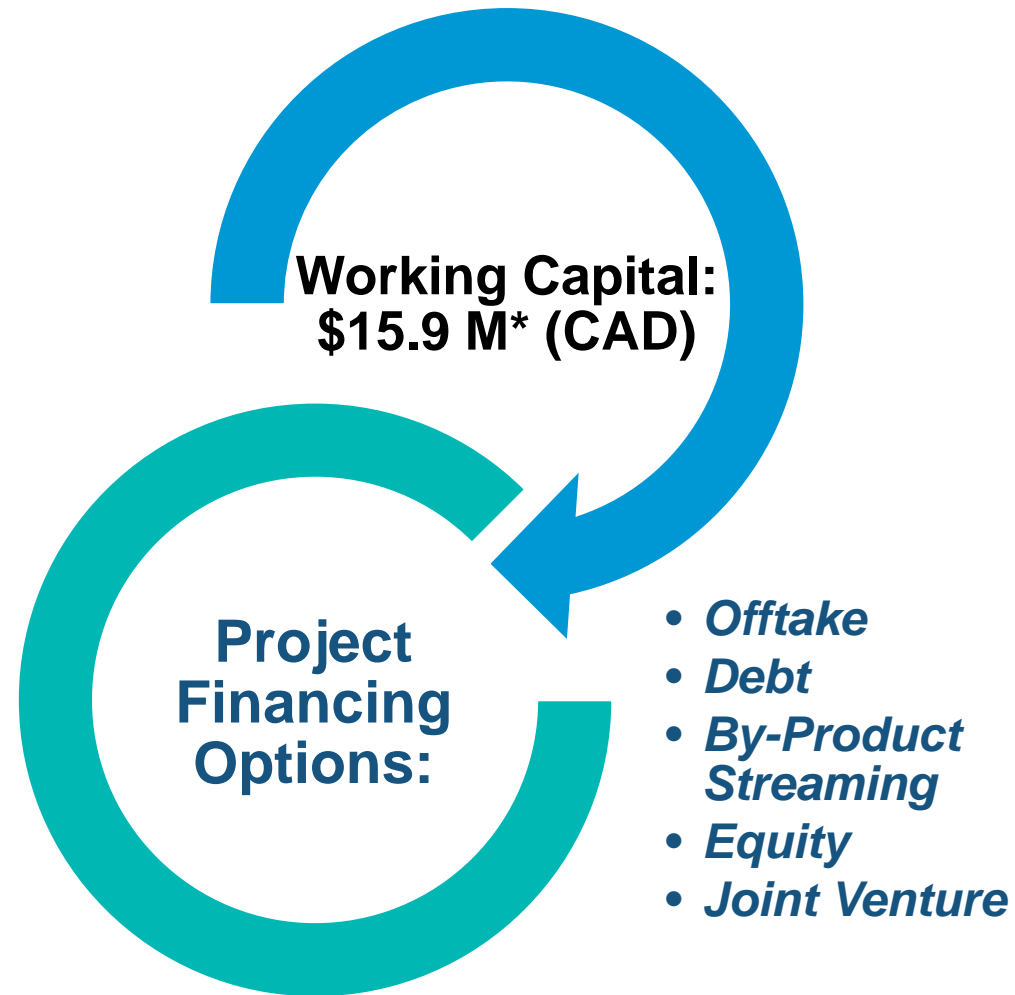 Working Capital:
$15.9 M* (CAD)
Project
Financing
Options:
• Offtake
• Debt
• By-Product
Streaming
• Equity
• Joint Venture